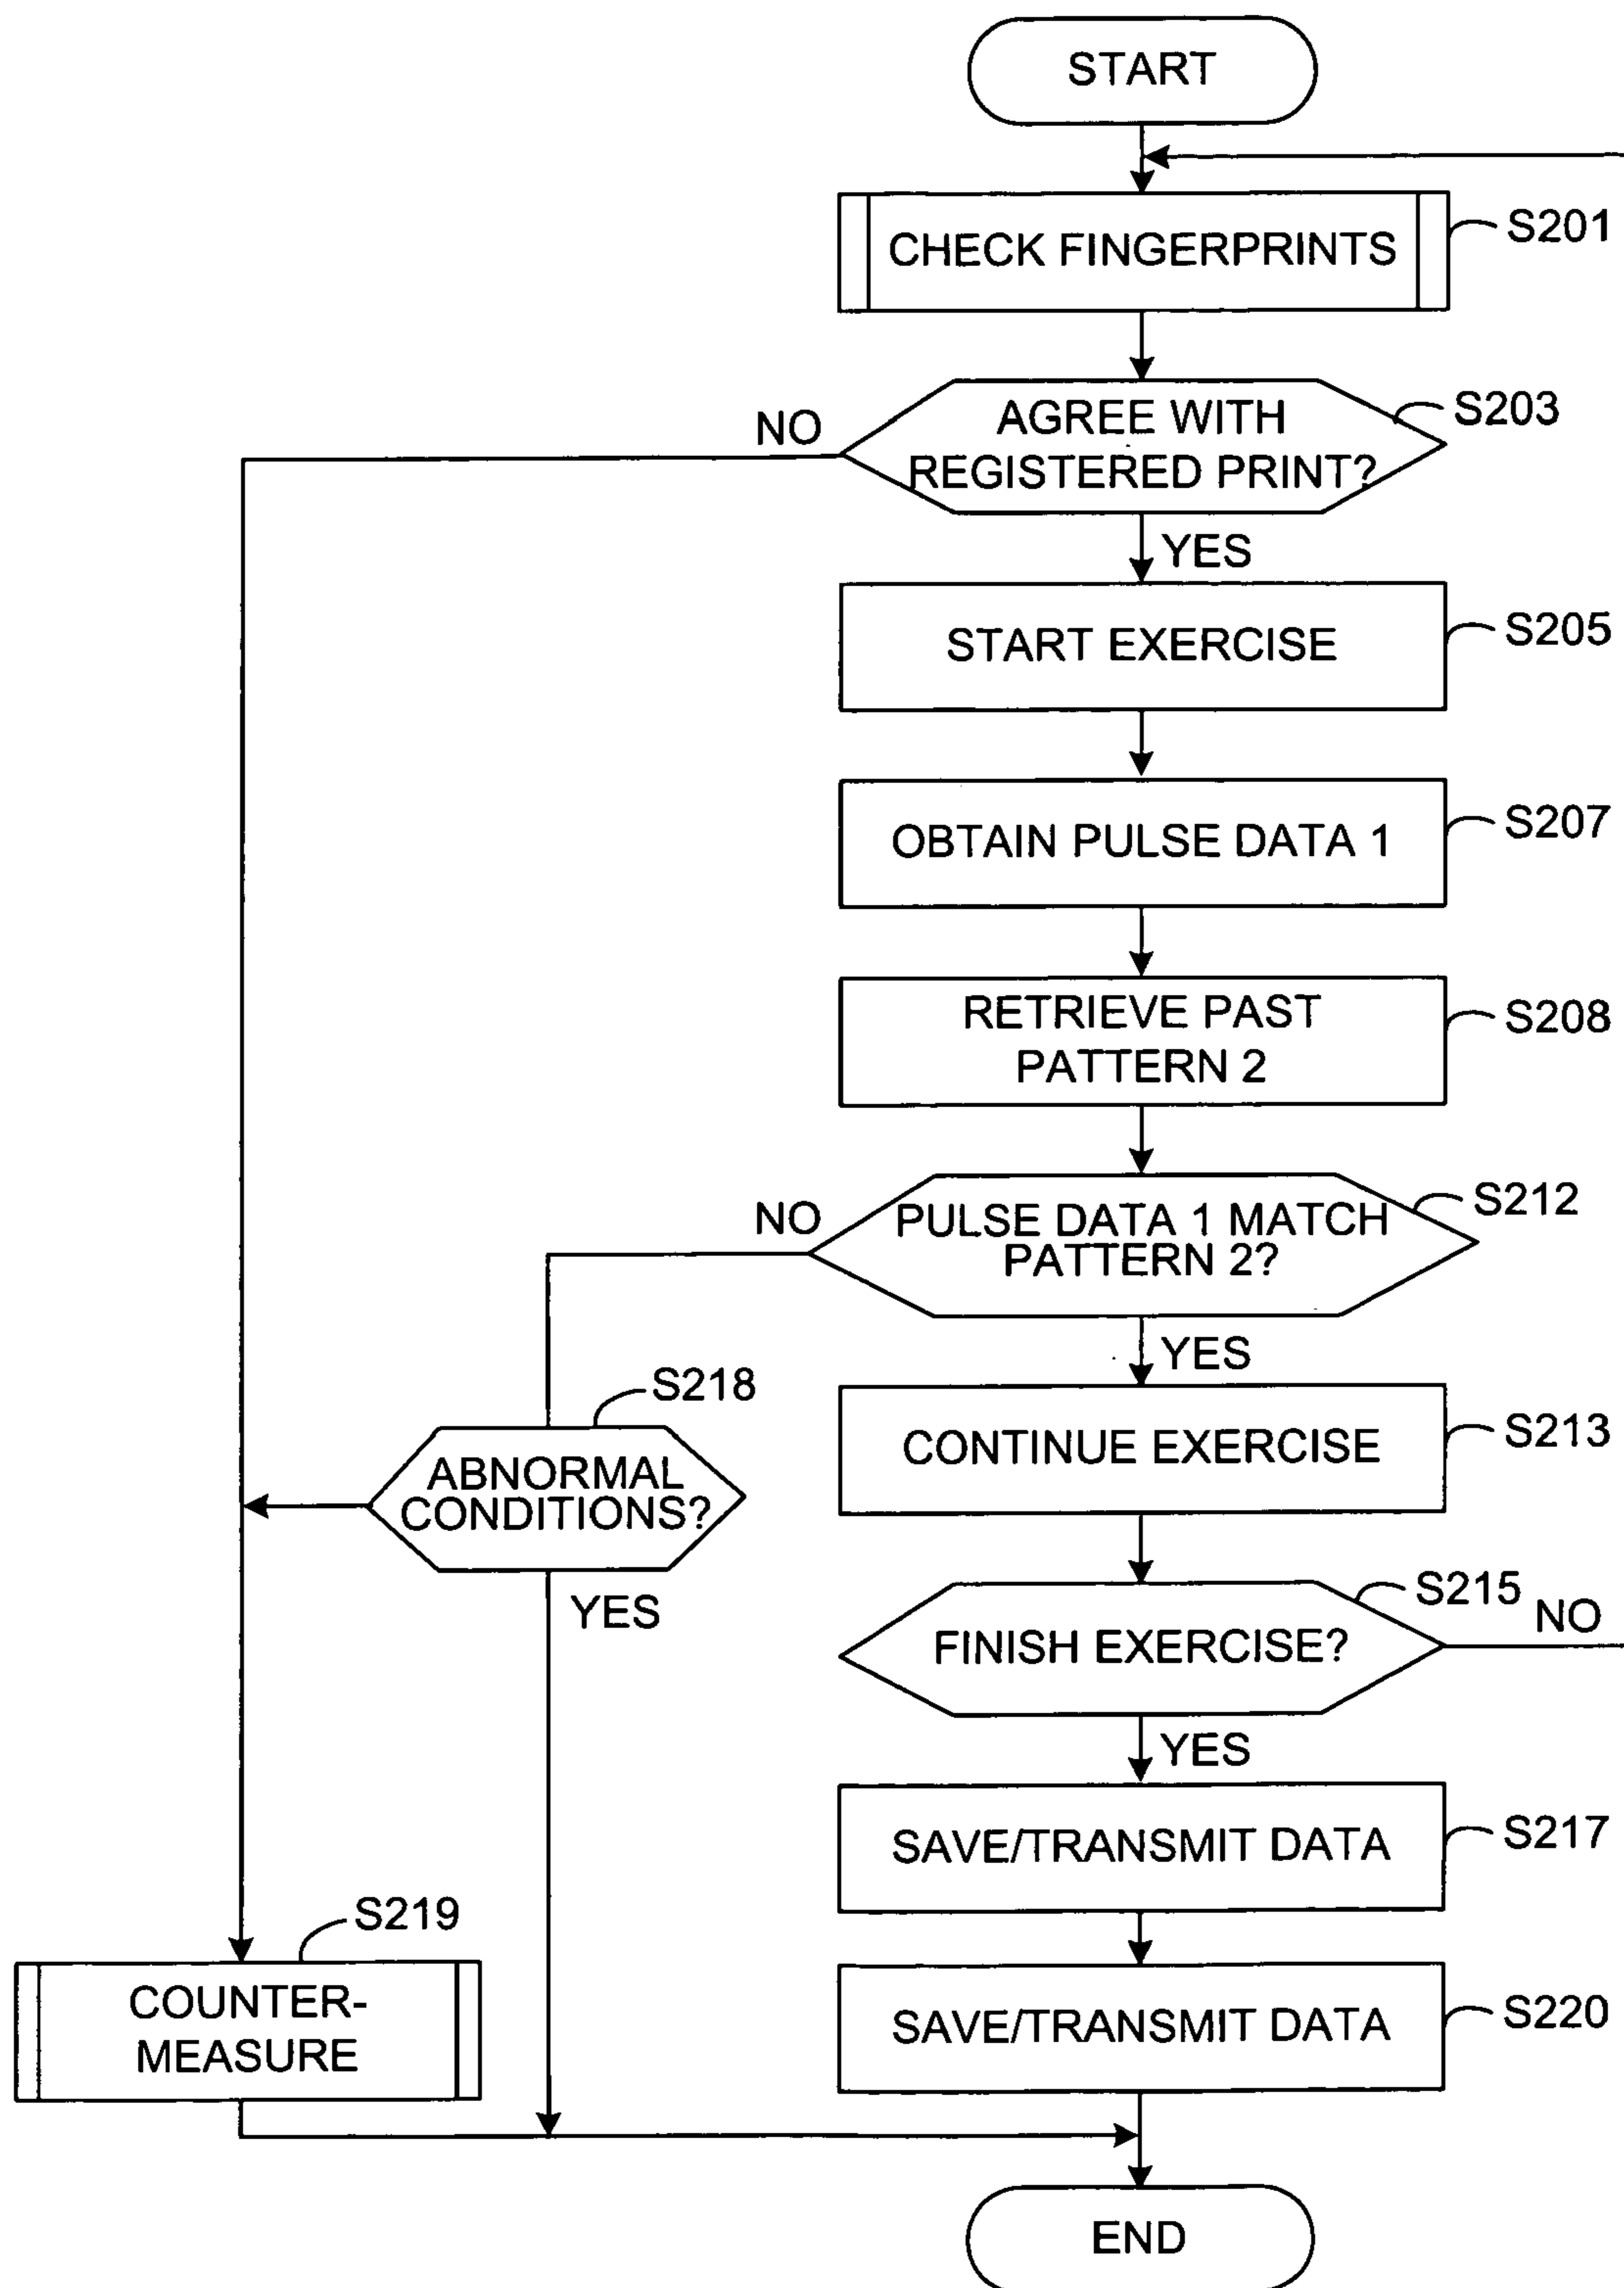 START
CHECK FINGERPRINTS
S201
AGREE WITH
REGISTERED PRINT?
S203
NO
YES
START EXERCISE
S205
OBTAIN PULSE DATA 1
S207
RETRIEVE PAST
PATTERN 2
S208
PULSE DATA 1 MATCH
PATTERN 2?
S212
NO
YES
S218
ABNORMAL
CONDITIONS?
YES
CONTINUE EXERCISE
S213
FINISH EXERCISE?
S215
NO
YES
SAVE/TRANSMIT DATA
S217
S219
COUNTER-
MEASURE
SAVE/TRANSMIT DATA
S220
END